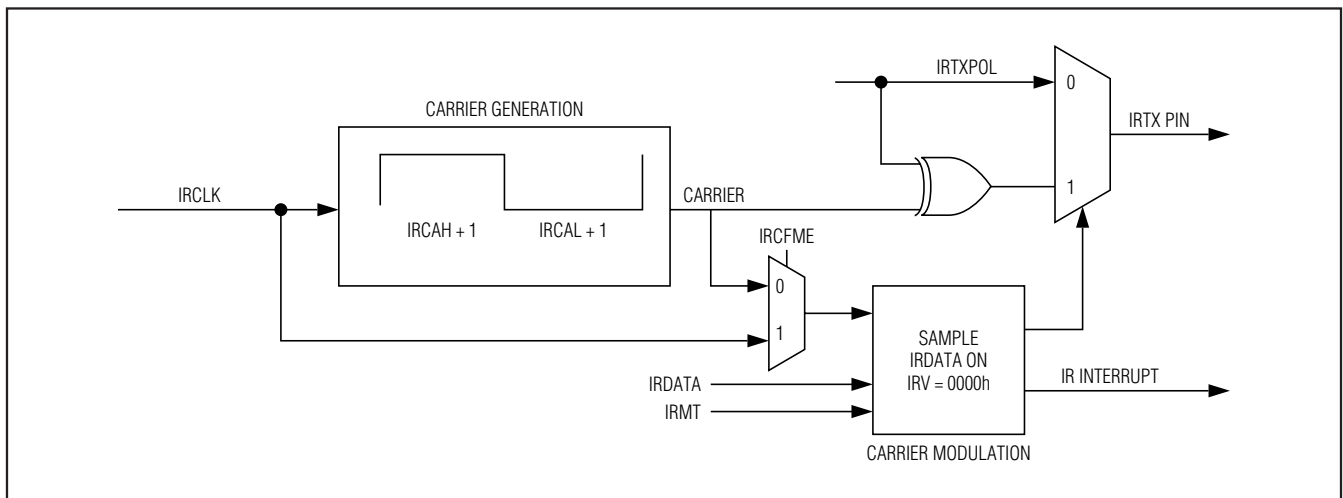 IRTXPOL
0
CARRIER GENERATION
IRTX PIN
IRCLK
CARRIER
1
IRCAH + 1
IRCAL + 1
IRCFME
0
1
SAMPLE
IRDATA ON
IRV = 0000h
IRDATA
IR INTERRUPT
IRMT
CARRIER MODULATION